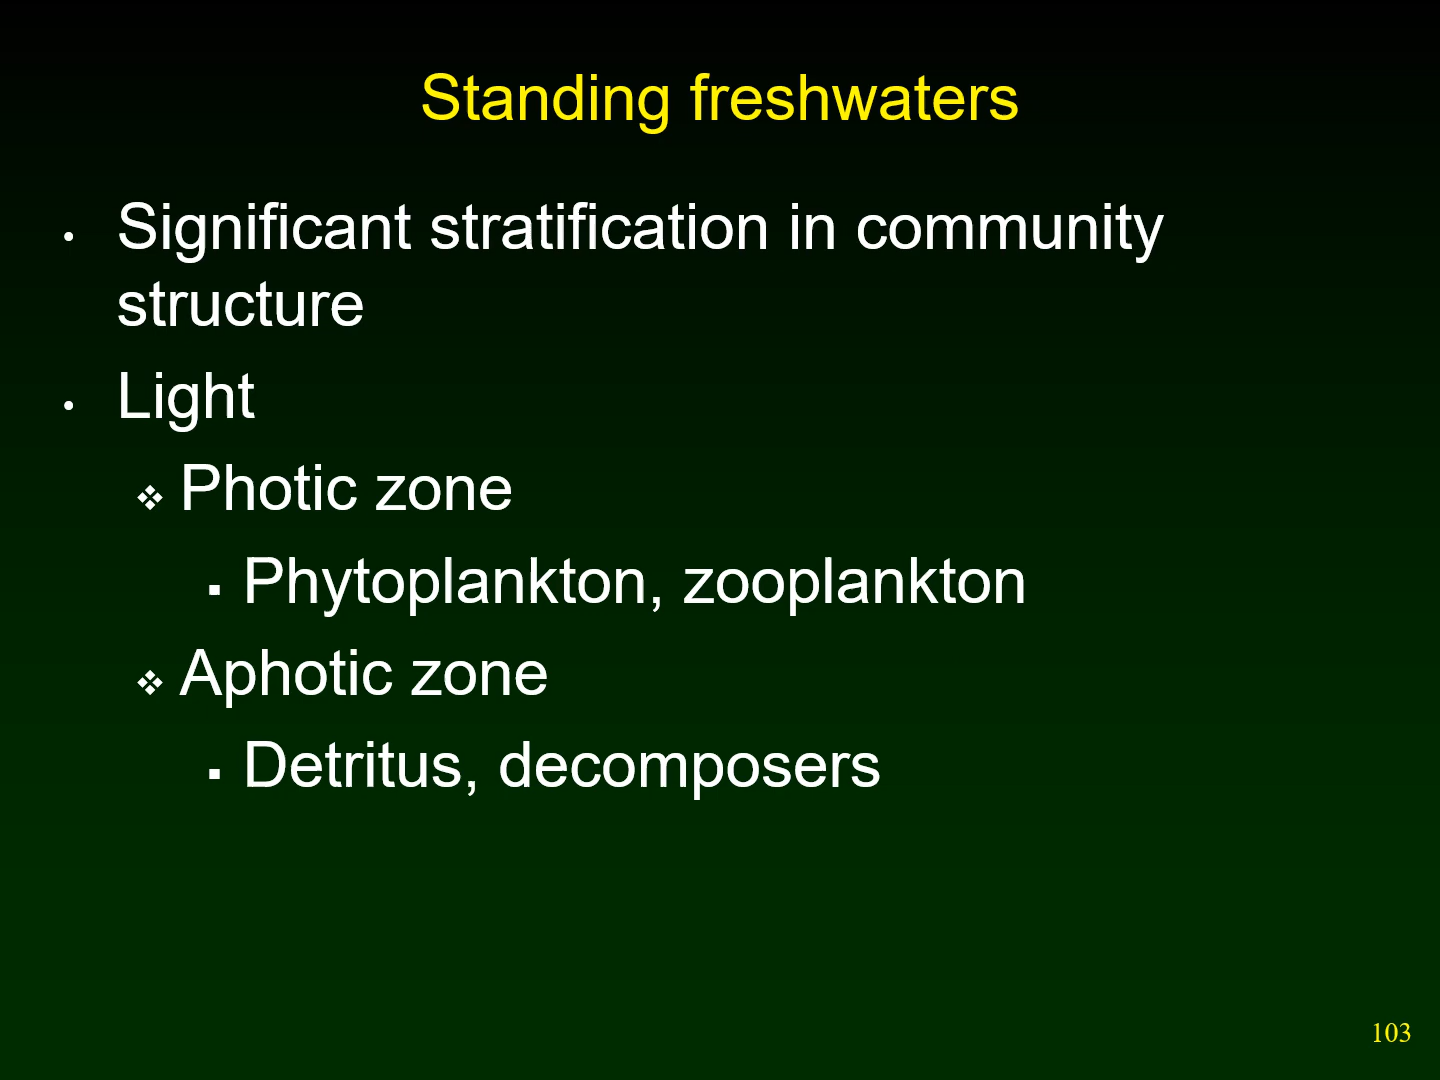 Standing freshwaters
• Significant stratification in community
structure
• Light
❖ Photic zone
▪ Phytoplankton, zooplankton
❖ Aphotic zone
▪ Detritus, decomposers
103